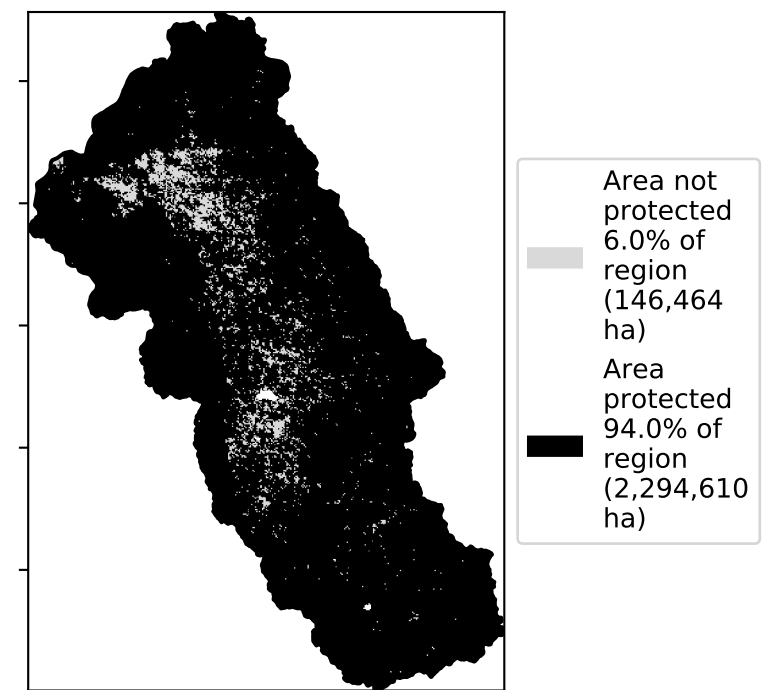 Area not
protected
6.0% of
region
(146,464
ha)
Area
protected
94.0% of
region
(2,294,610
ha)